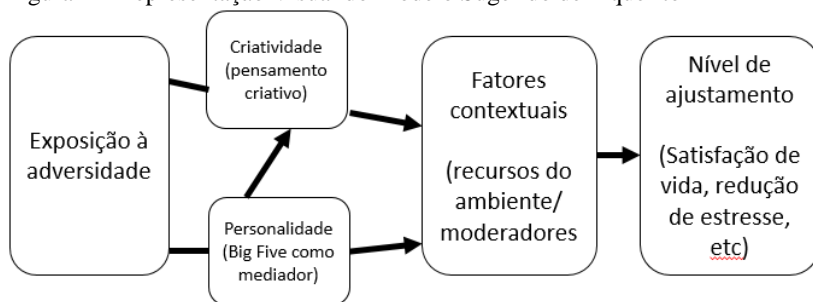 Criatividade
(pensamento
criativo)
Exposição à
adversidade
Personalidade
(Big Five como
mediador)
Fatores
contextuais
(recursos do
ambiente/
moderadores
Nível de
ajustamento
(Satisfação de
vida, redução
de estresse,
etc)